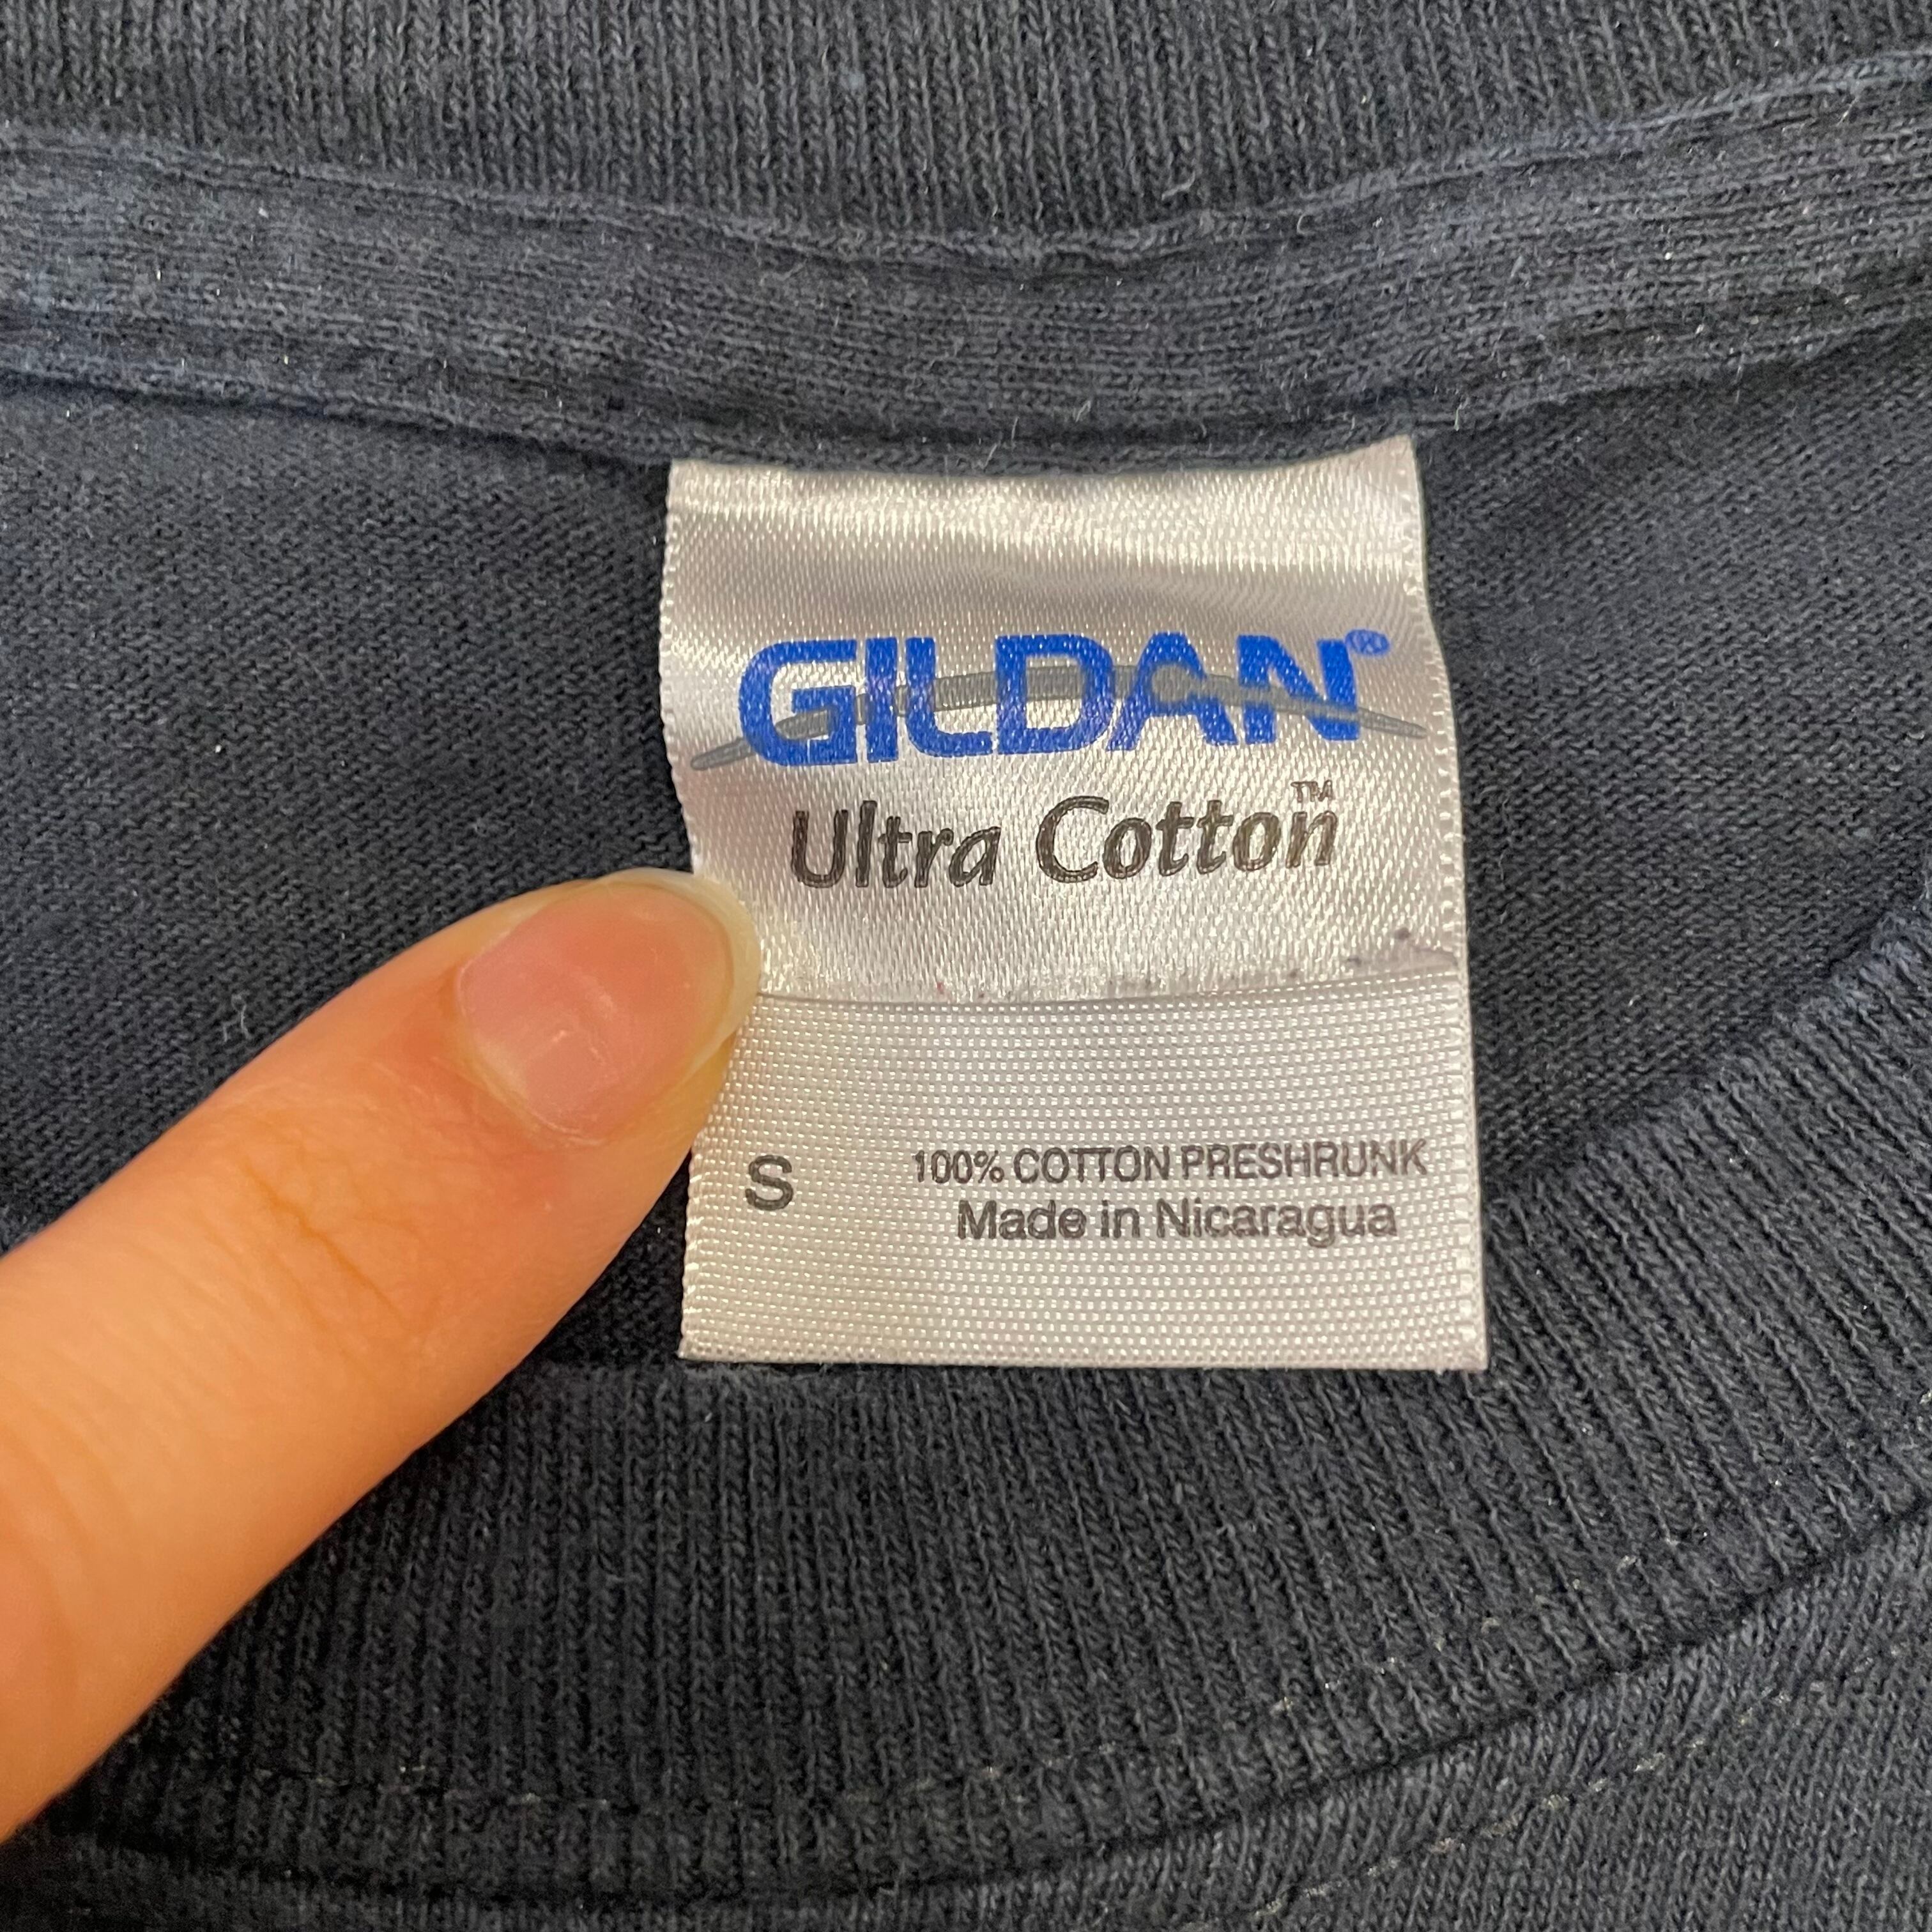 GILDAN®
Ultra Cotton™
S 100% COTTON PRESHRUNK
Made in Nicaragua